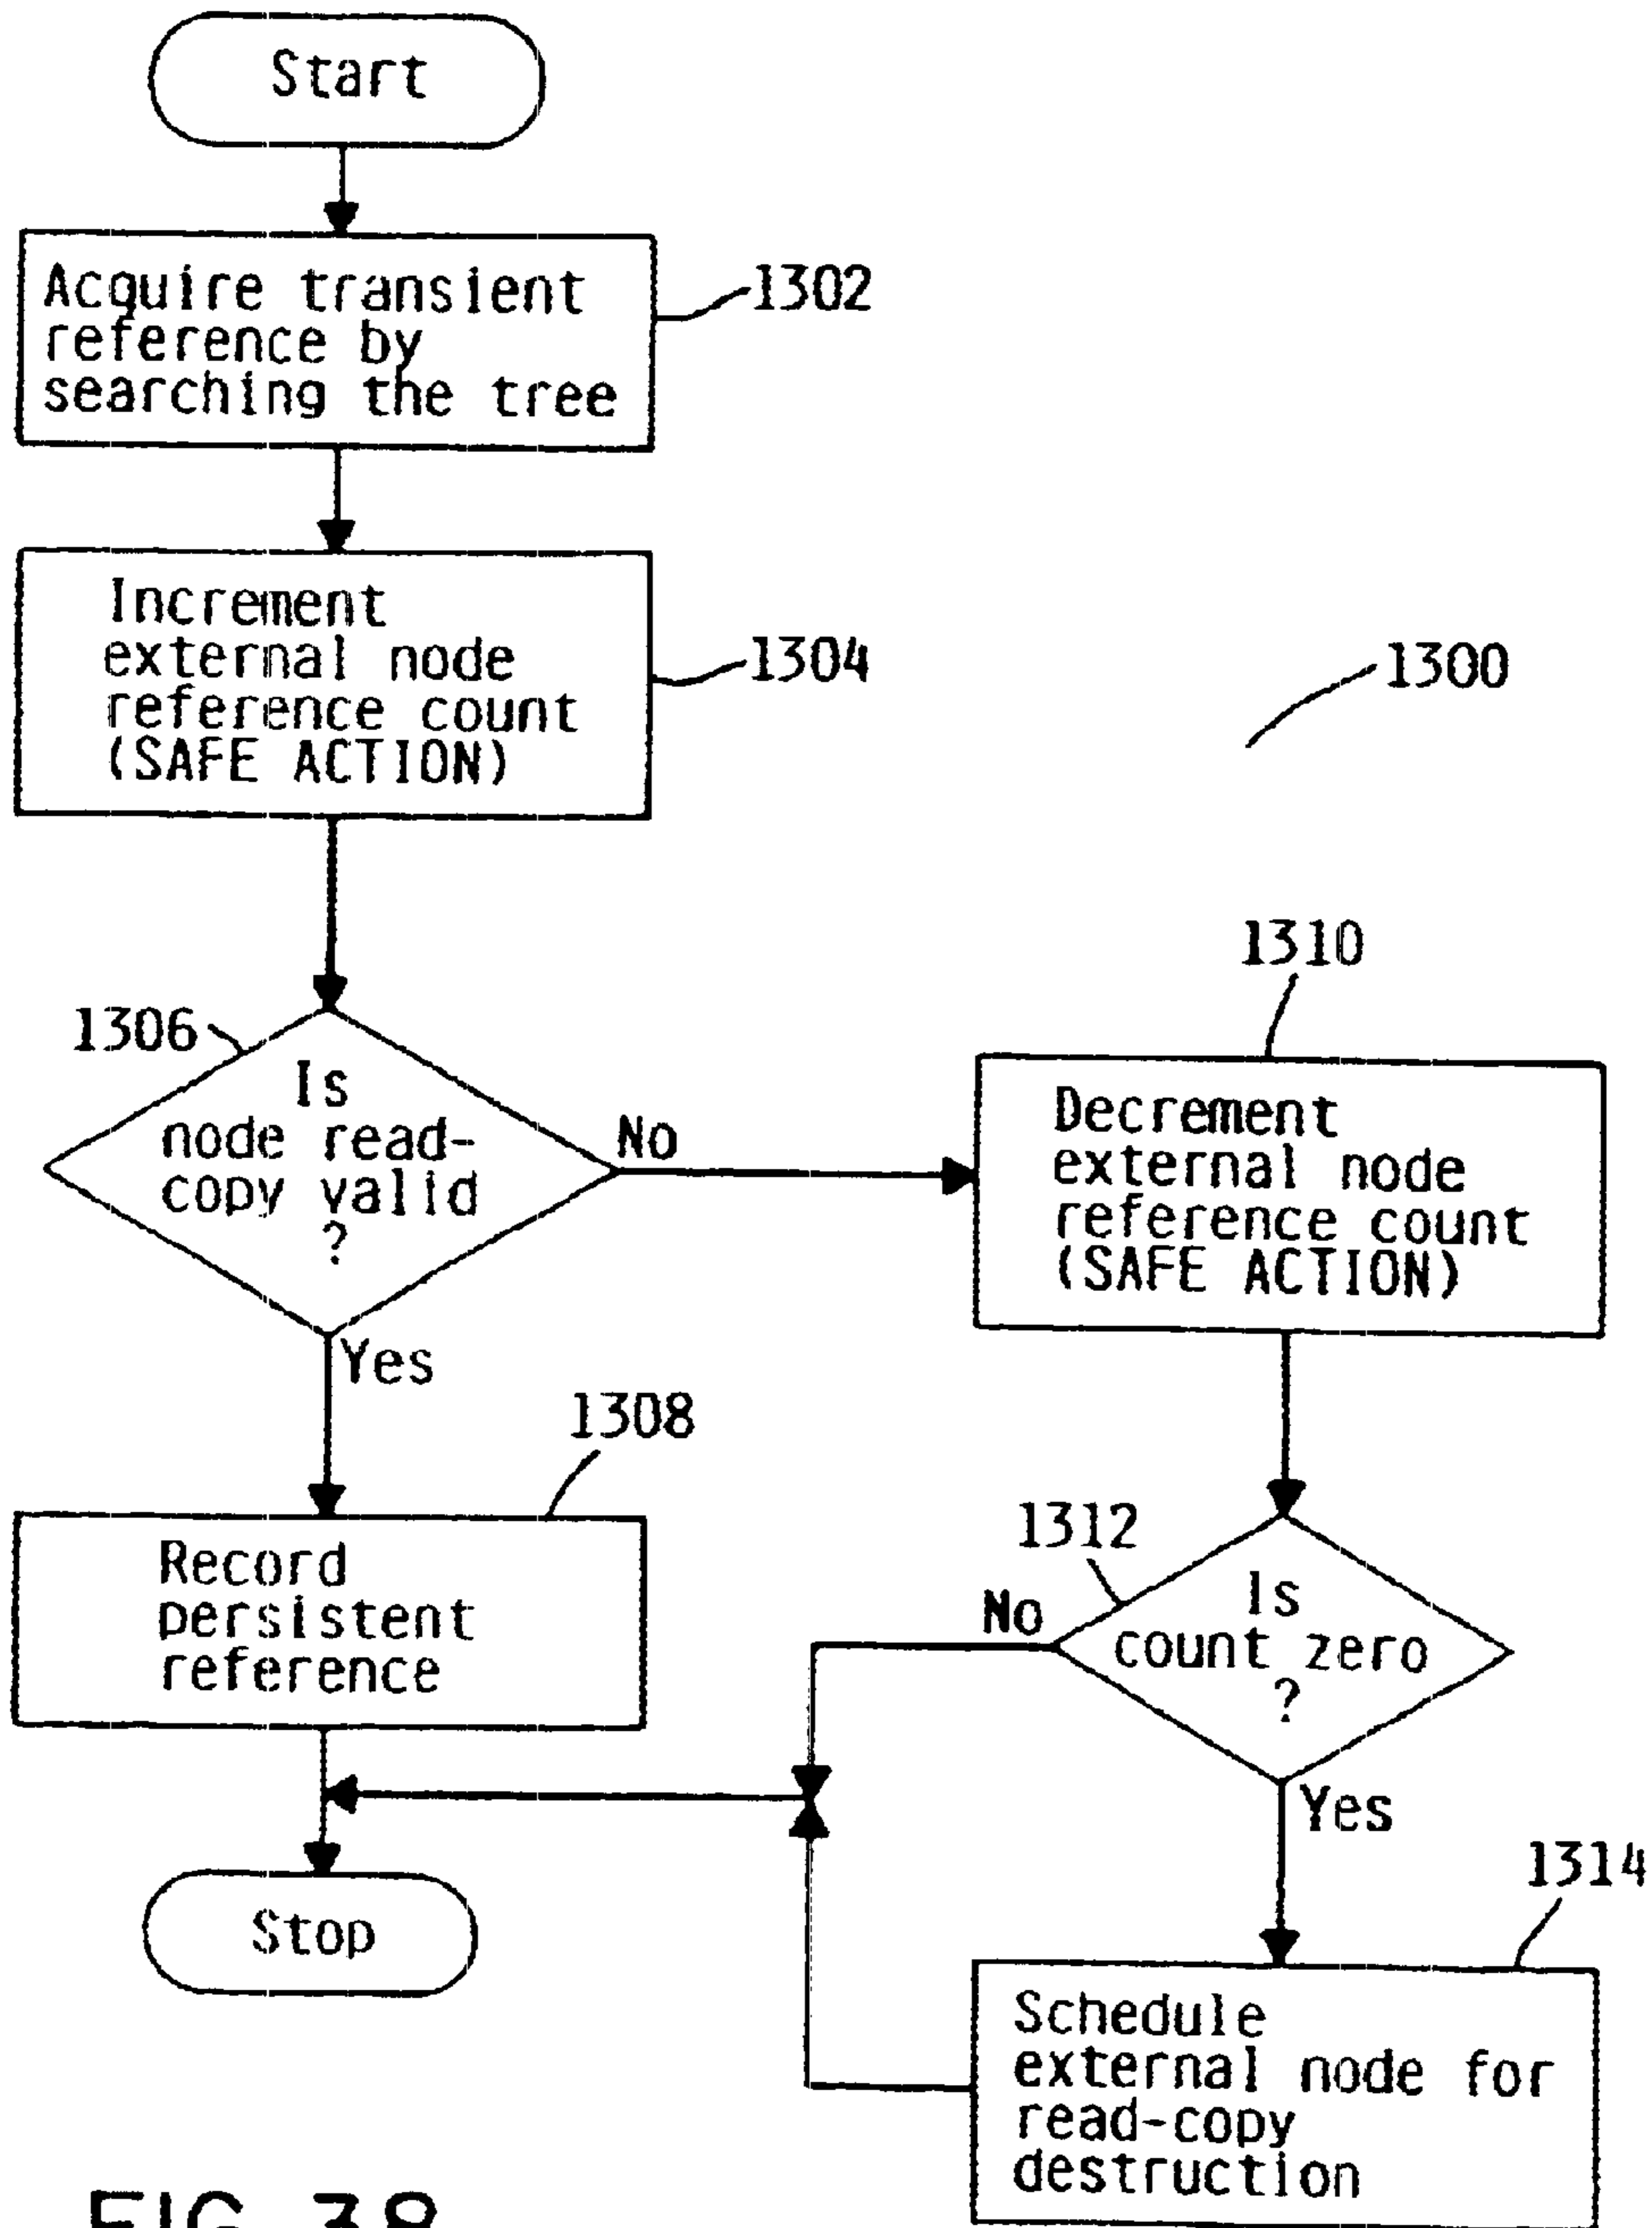 Start
Acquire transient
reference by
searching the tree
1302
Increment
external node
reference count
(SAFE ACTION)
1304
1300
1306
Is
node read-
copy valid
?
No
Yes
1310
Decrement
external node
reference count
(SAFE ACTION)
1308
Record
persistent
reference
1312
Is
count zero
?
No
Yes
Stop
1314
Schedule
external node for
read-copy
destruction
FIG. 38